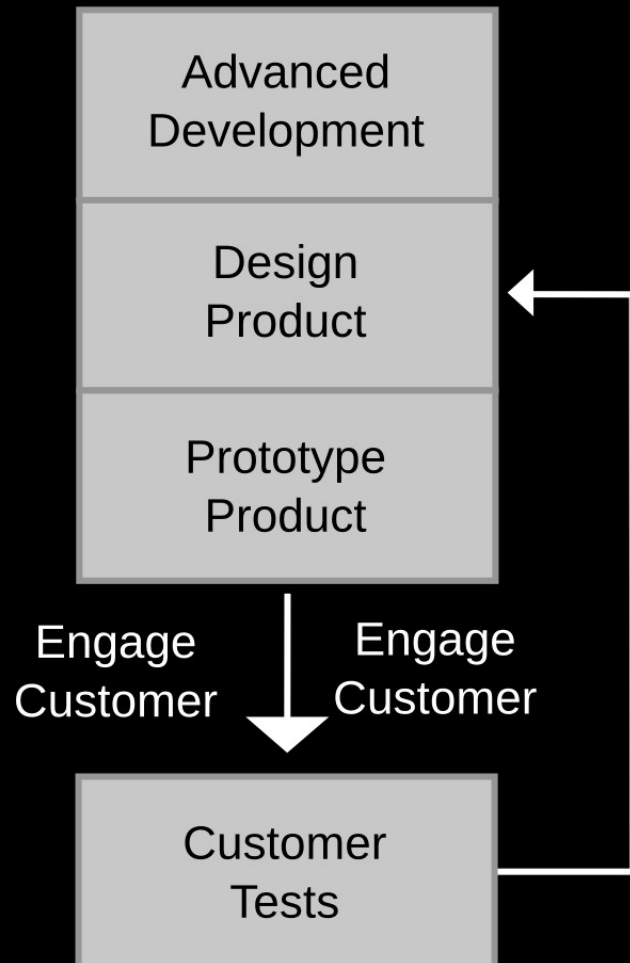 Advanced
Development
Design
Product
Prototype
Product
Engage
Customer
Engage
Customer
Customer
Tests